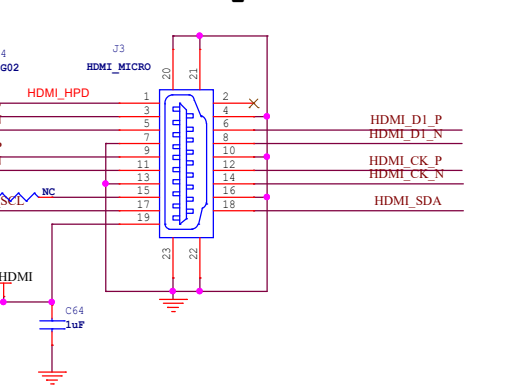 4
J3
G02
HDMI_MICRO
20
21
HDMI_HPD
1
2
3
4
5
6
HDMI_D1_P
7
8
HDMI_D1_N
9
10
11
12
HDMI_CK_P
13
14
HDMI_CK_N
15
16
NC
SCL
17
18
HDMI_SDA
19
23
22
HDMI
C64
1uF